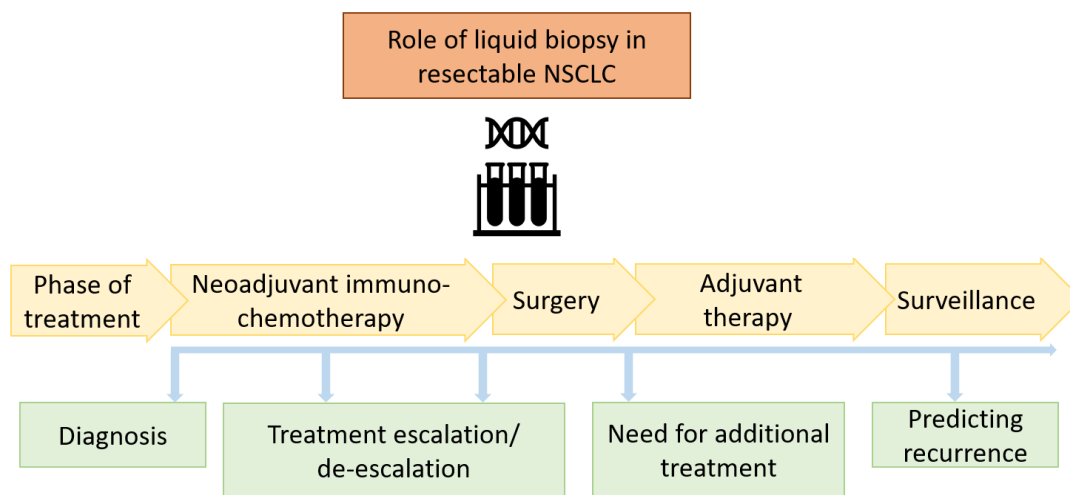 Role of liquid biopsy in
resectable NSCLC
Phase of
treatment
Neoadjuvant immuno-
chemotherapy
Surgery
Adjuvant
therapy
Surveillance
Diagnosis
Treatment escalation/
de-escalation
Need for additional
treatment
Predicting
recurrence